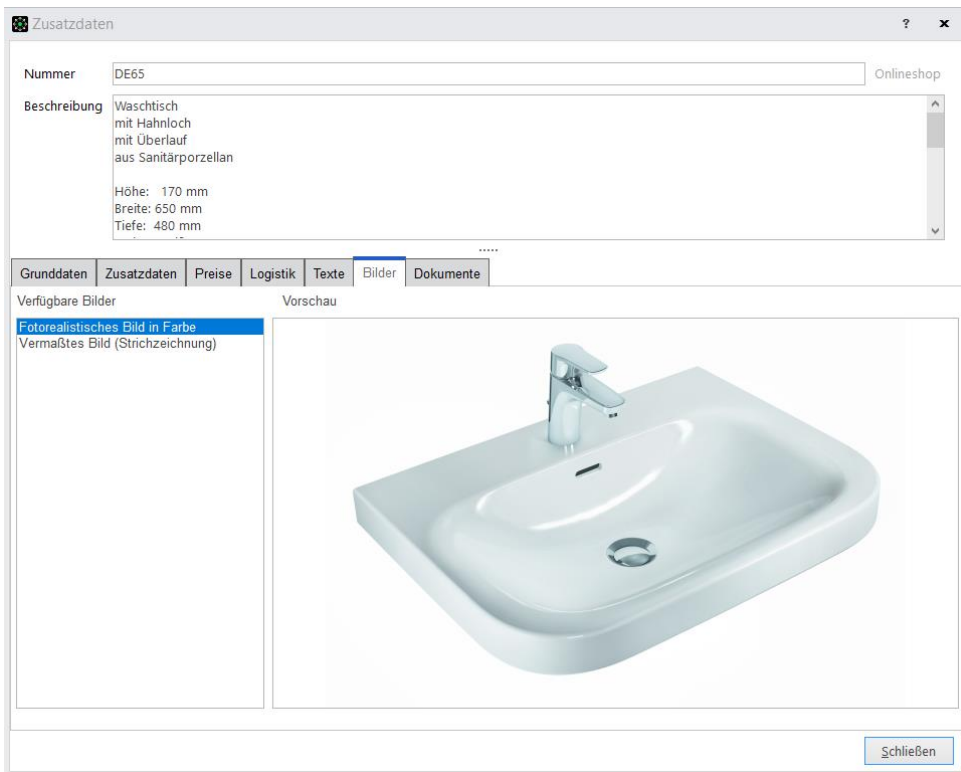 Zusatzdaten ? x
Nummer DE65 Onlineshop
Beschreibung Waschtisch
mit Hahnloch
mit Überlauf
aus Sanitärporzellan
Höhe: 170 mm
Breite: 650 mm
Tiefe: 480 mm
Grunddaten Zusatzdaten Preise Logistik Texte Bilder Dokumente
Verfügbare Bilder Vorschau
Fotorealistisches Bild in Farbe
Vermaßtes Bild (Strichzeichnung)
Schließen